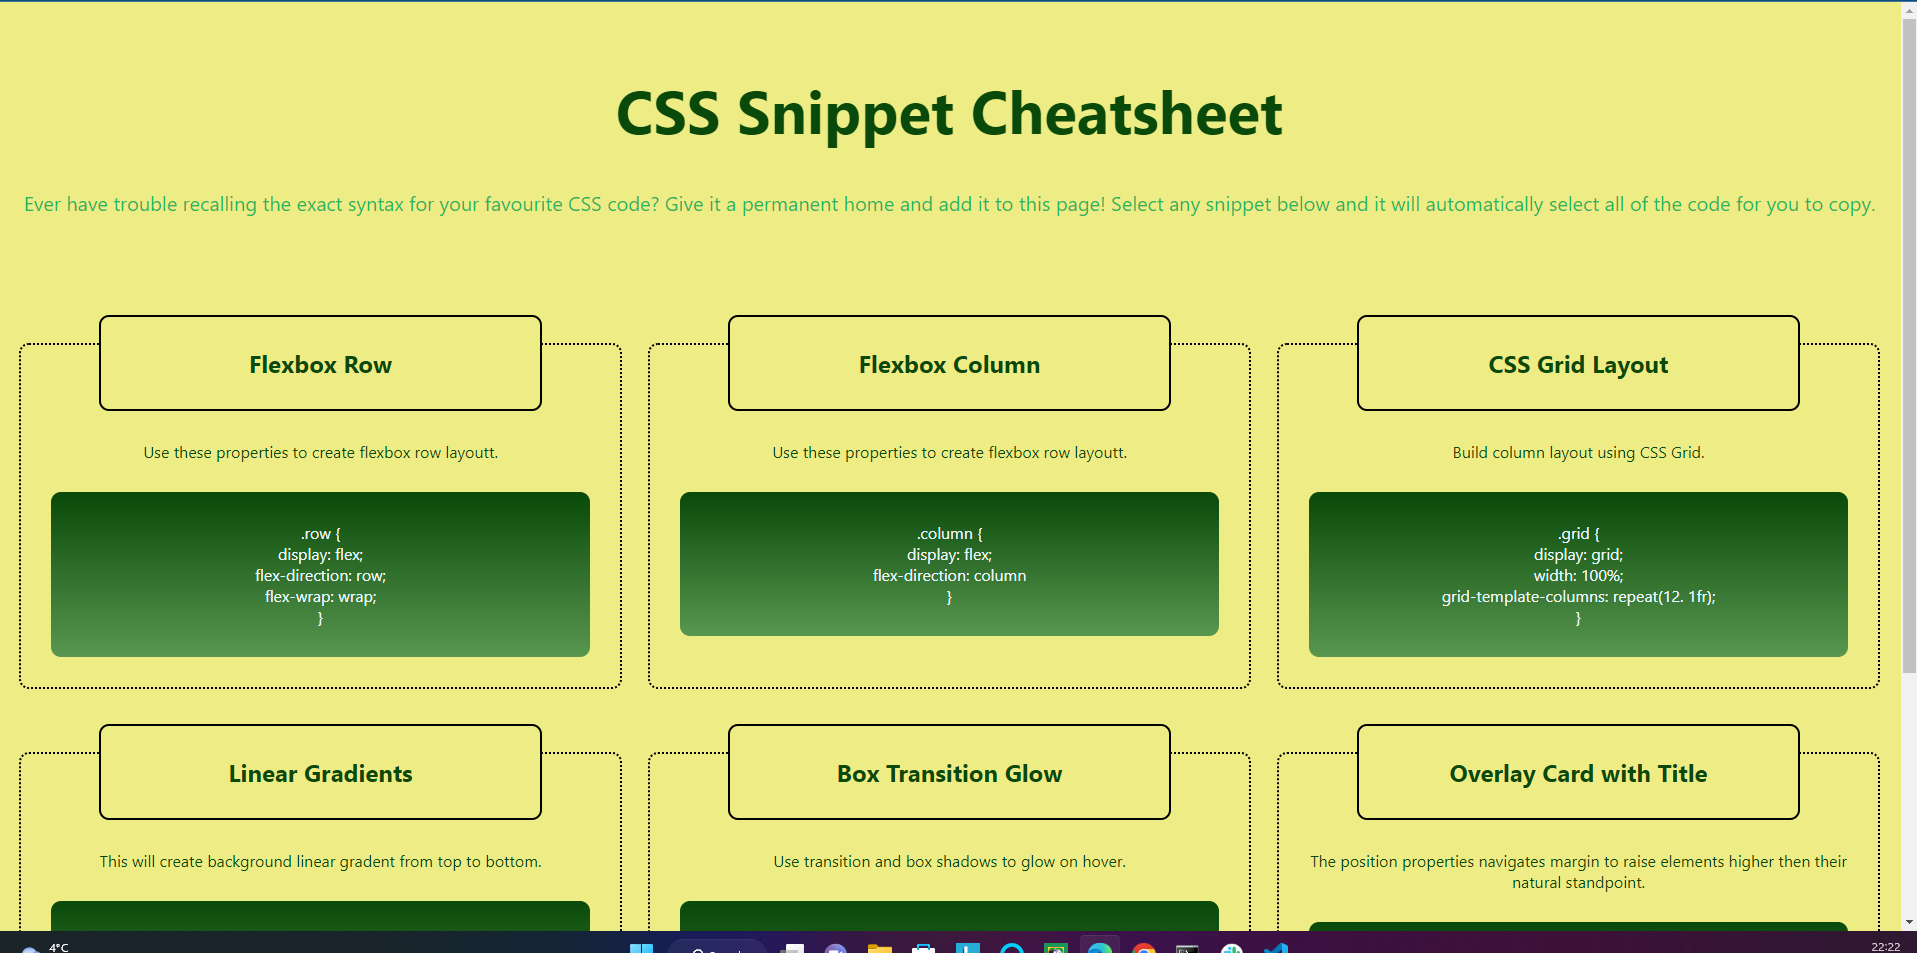 CSS Snippet Cheatsheet
Ever have trouble recalling the exact syntax for your favourite CSS code? Give it a permanent home and add it to this page! Select any snippet below and it will automatically select all of the code for you to copy.
Flexbox Row
Use these properties to create flexbox row layoutt.
.row {
display: flex;
flex-direction: row;
flex-wrap: wrap;
}
Flexbox Column
Use these properties to create flexbox row layoutt.
.column {
display: flex;
flex-direction: column
}
CSS Grid Layout
Build column layout using CSS Grid.
.grid {
display: grid;
width: 100%;
grid-template-columns: repeat(12. 1fr);
}
Linear Gradients
This will create background linear gradent from top to bottom.
Box Transition Glow
Use transition and box shadows to glow on hover.
Overlay Card with Title
The position properties navigates margin to raise elements higher then their
natural standpoint.
4°C
22:22